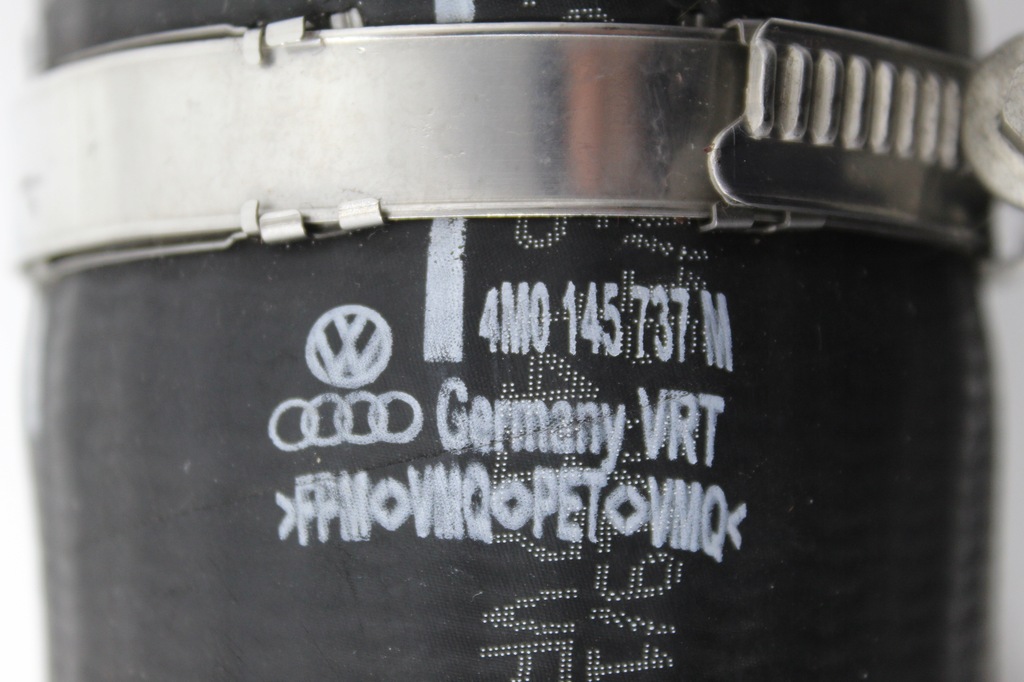 4M0 145 737 M
Germany VRT
>FPM◇VMQ◇PET◇VMQ<